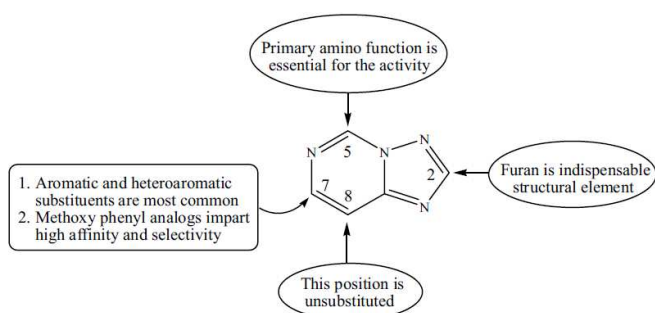 Primary amino function is
essential for the activity
N
5
N
N
2
N
7
8
Furan is indispensable
structural element
1. Aromatic and heteroaromatic
substituents are most common
2. Methoxy phenyl analogs impart
high affinity and selectivity
This position is
unsubstituted